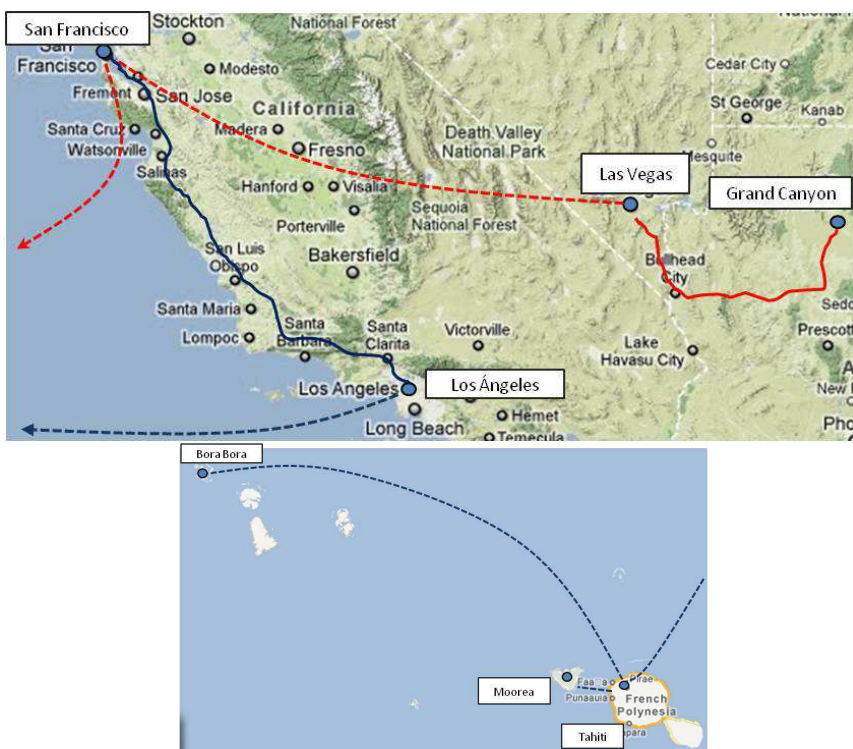 San Francisco
Stockton
National Forest
San
Francisco
Modesto
Cedar City
Fremont
San Jose
California
St George
Kanab
Santa Cruz
Madera
Death Valley
National Park
Mesquite
Watsonville
Fresno
Las Vegas
Grand Canyon
Salinas
Hanford
Visalia
Sequoia
National Forest
Porterville
San Luis
Obispo
Bakersfield
Bullhead
City
Santa Maria
Santa
Barbara
Santa
Clarita
Victorville
Lake
Havasu City
Prescott
Lompoc
Los Angeles
Los Ángeles
Long Beach
Hemet
Temecula
New
Pho
Bora Bora
Moorea
Faa a
Pirae
Punaauia
French
Polynesia
Tahiti
apara